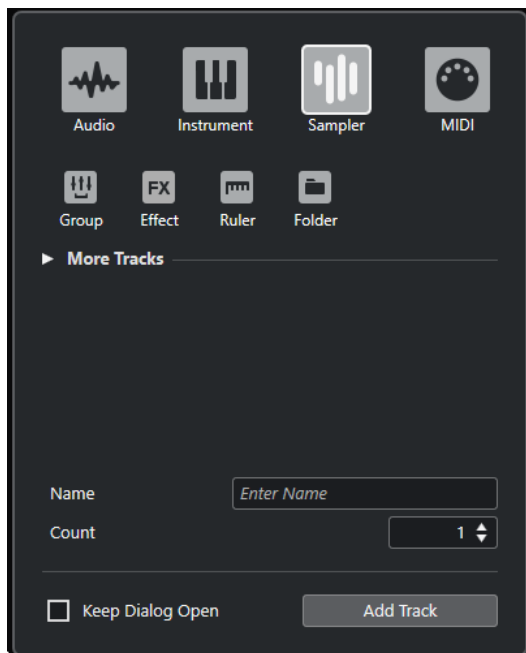 Audio Instrument Sampler MIDI
FX
Group Effect Ruler Folder
More Tracks
Name Enter Name
Count 1
Keep Dialog Open Add Track